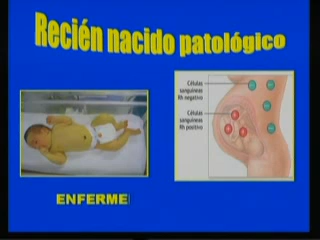 Recién nacido patológico
Células
sanguíneas
Rh negativo
Células
sanguíneas
Rh positivo
ENFERME